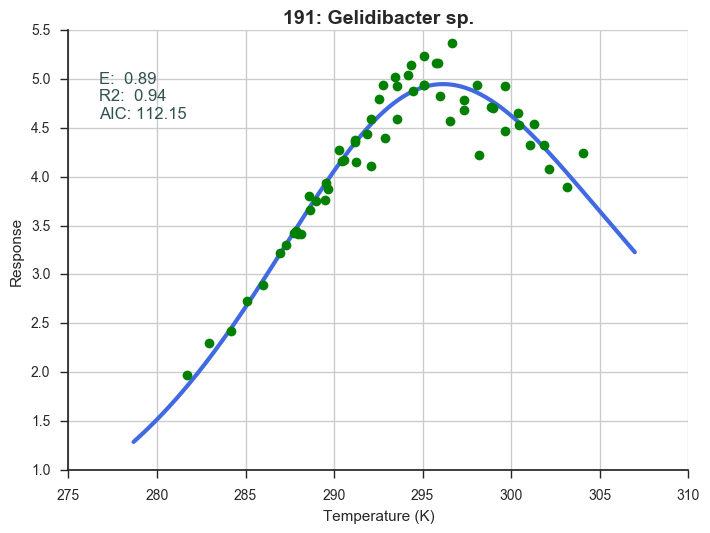 191: Gelidibacter sp.
E:  0.89
R2:  0.94
AIC: 112.15
Response
5.5
5.0
4.5
4.0
3.5
3.0
2.5
2.0
1.5
1.0
275 280 285 290 295 300 305 310
Temperature (K)